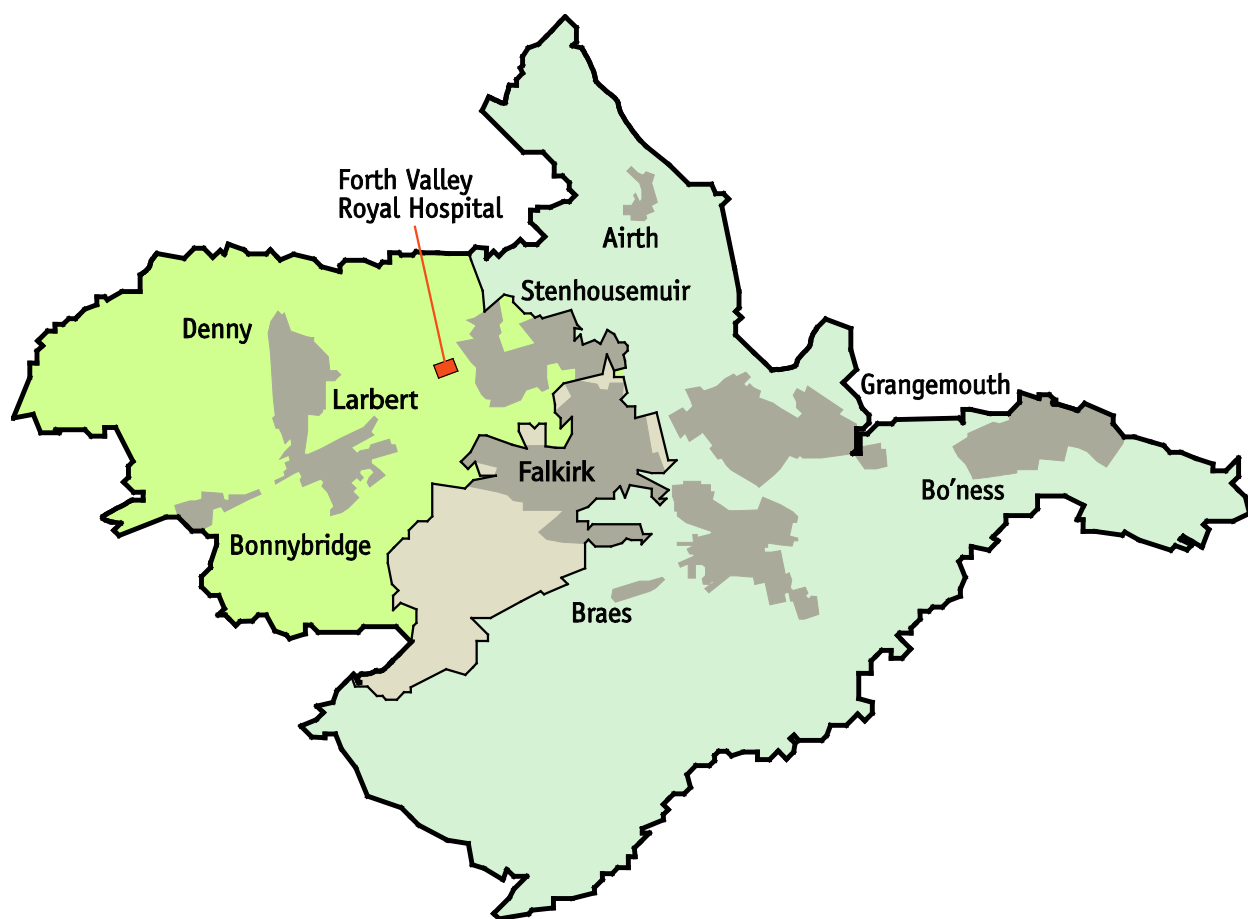 Forth Valley
Royal Hospital
Airth
Stenhousemuir
Denny
Larbert
Grangemouth
Falkirk
Bo'ness
Bonnybridge
Braes